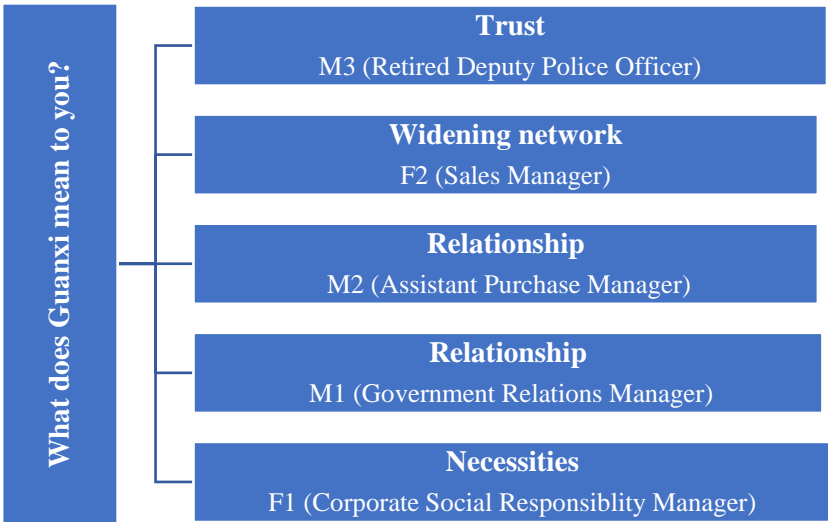 What does Guanxi mean to you?
Trust
M3 (Retired Deputy Police Officer)
Widening network
F2 (Sales Manager)
Relationship
M2 (Assistant Purchase Manager)
Relationship
M1 (Government Relations Manager)
Necessities
F1 (Corporate Social Responsiblity Manager)